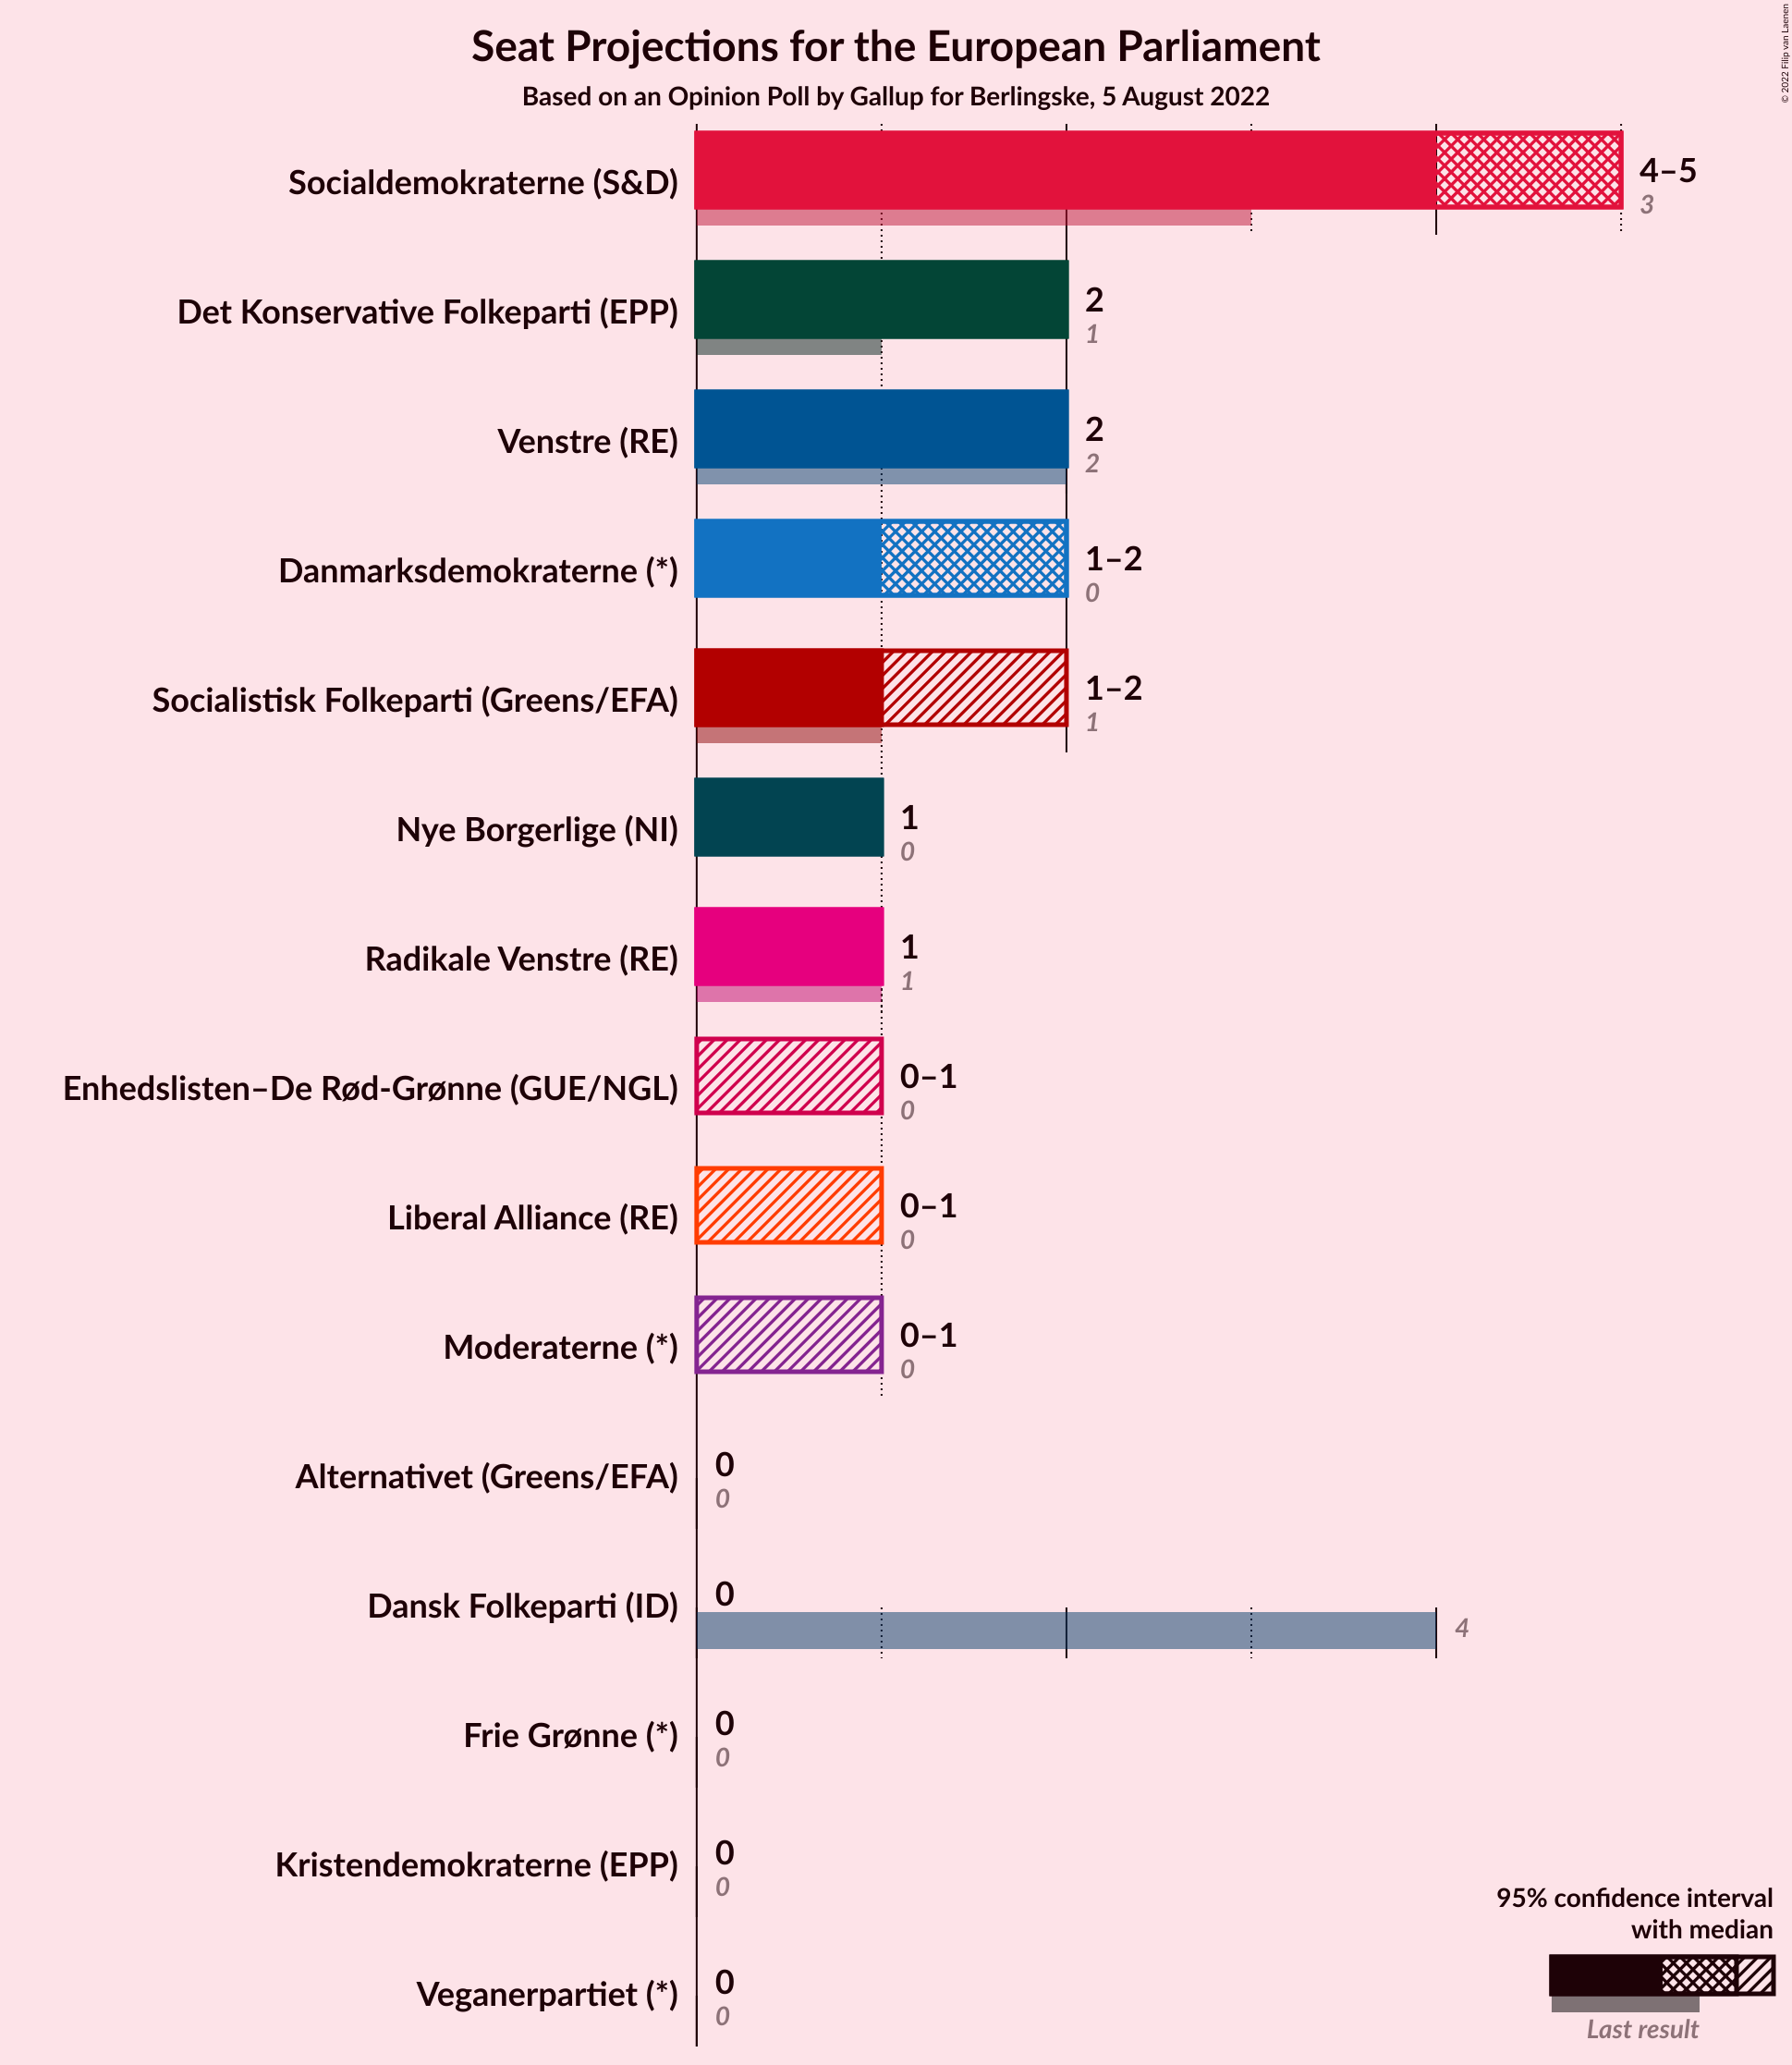 Seat Projections for the European Parliament
Based on an Opinion Poll by Gallup for Berlingske, 5 August 2022
© 2022 Filip van Laenen
Socialdemokraterne (S&D)
4–5
3
Det Konservative Folkeparti (EPP)
2
1
Venstre (RE)
2
2
Danmarksdemokraterne (*)
1–2
0
Socialistisk Folkeparti (Greens/EFA)
1–2
1
Nye Borgerlige (NI)
1
0
Radikale Venstre (RE)
1
1
Enhedslisten–De Rød-Grønne (GUE/NGL)
0–1
0
Liberal Alliance (RE)
0–1
0
Moderaterne (*)
0–1
0
Alternativet (Greens/EFA)
0
0
Dansk Folkeparti (ID)
0
4
Frie Grønne (*)
0
0
Kristendemokraterne (EPP)
0
0
Veganerpartiet (*)
0
0
95% confidence interval
with median
Last result